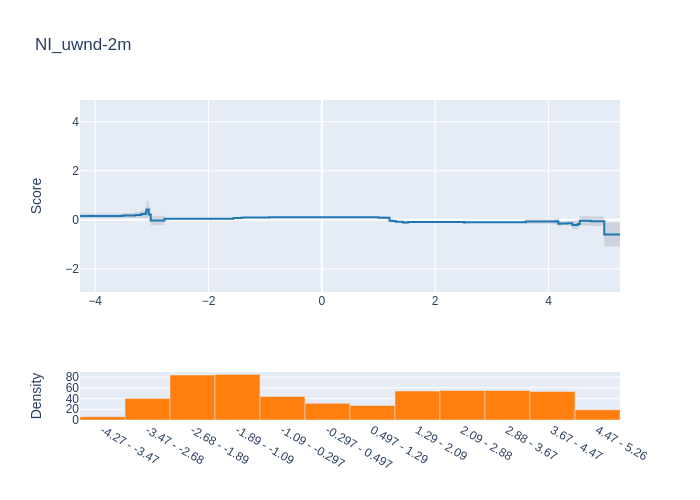 NI_uwnd-2m
Score
4
2
0
−2
−4
−2
0
2
4
Density
80
60
40
20
0
-4.27 - -3.47
-3.47 - -2.68
-2.68 - -1.89
-1.89 - -1.09
-1.09 - -0.297
-0.297 - 0.497
0.497 - 1.29
1.29 - 2.09
2.09 - 2.88
2.88 - 3.67
3.67 - 4.47
4.47 - 5.26